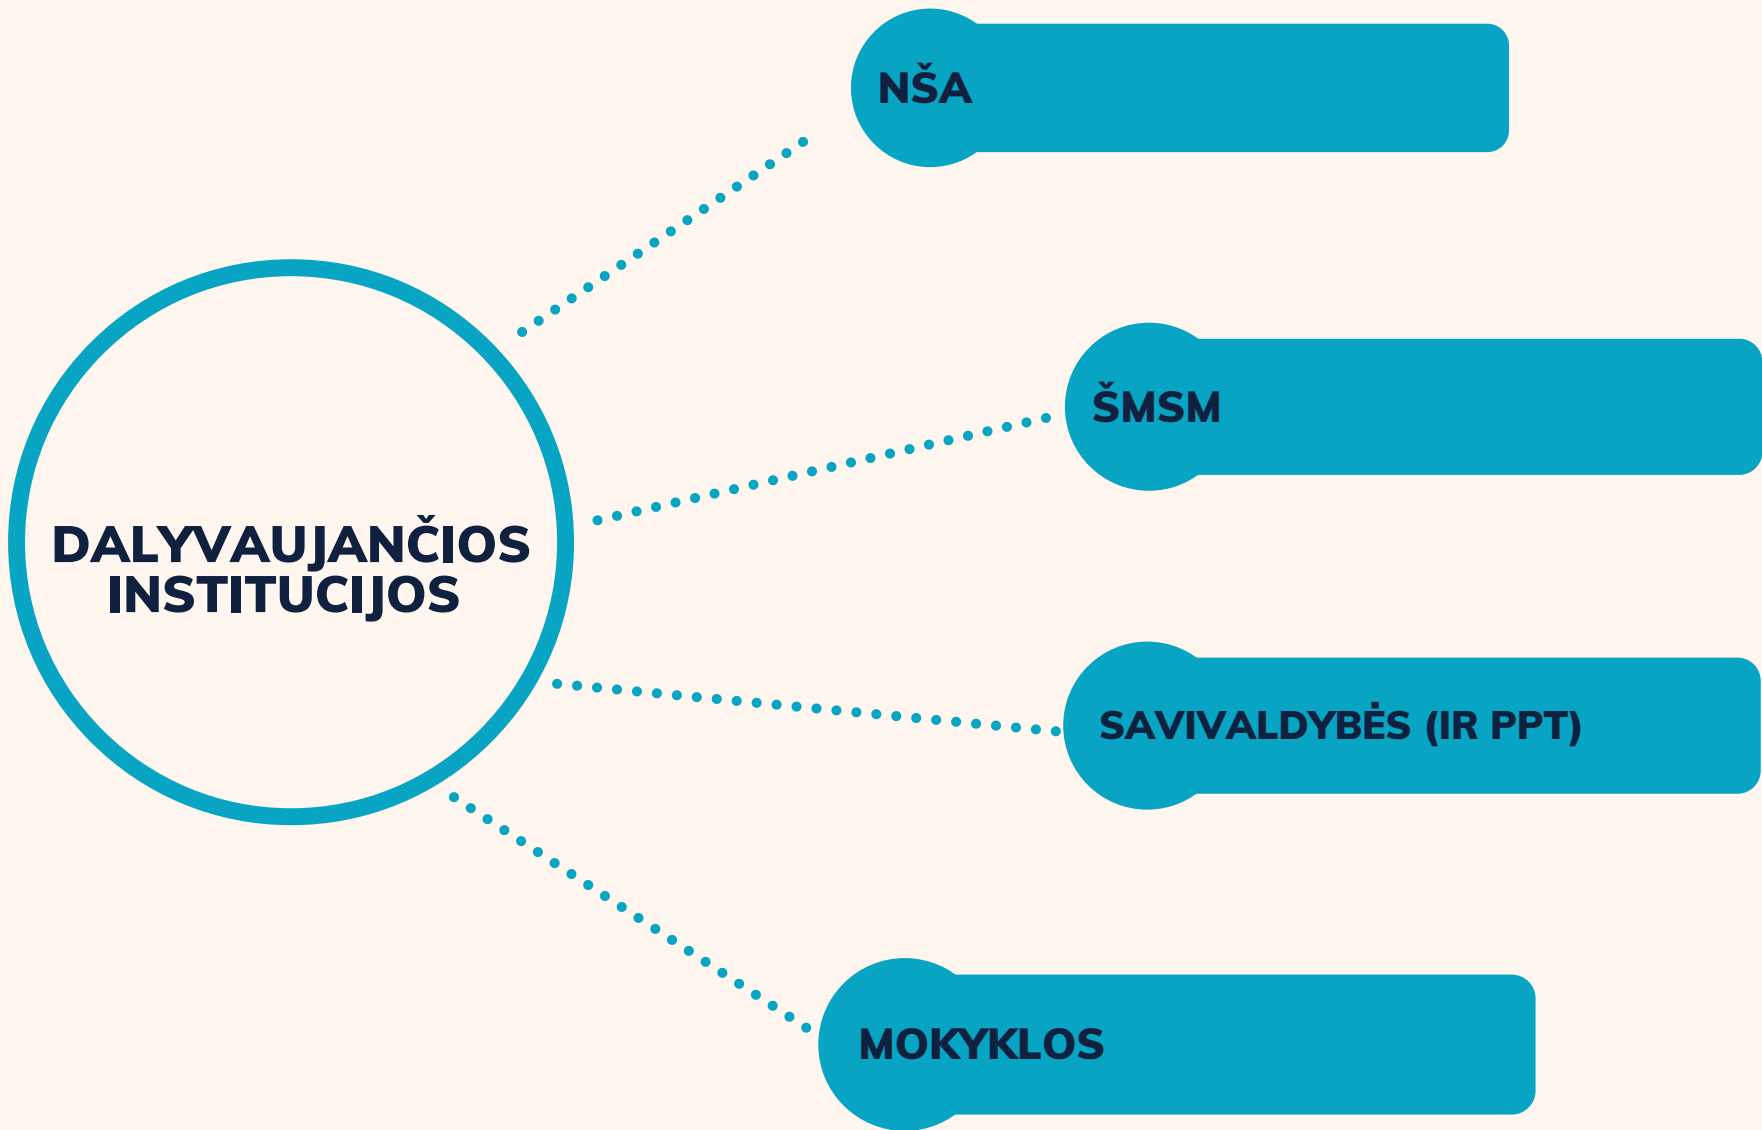 NŠA
ŠMSM
DALYVAUJANČIOS
INSTITUCIJOS
SAVIVALDYBĖS (IR PPT)
MOKYKLOS